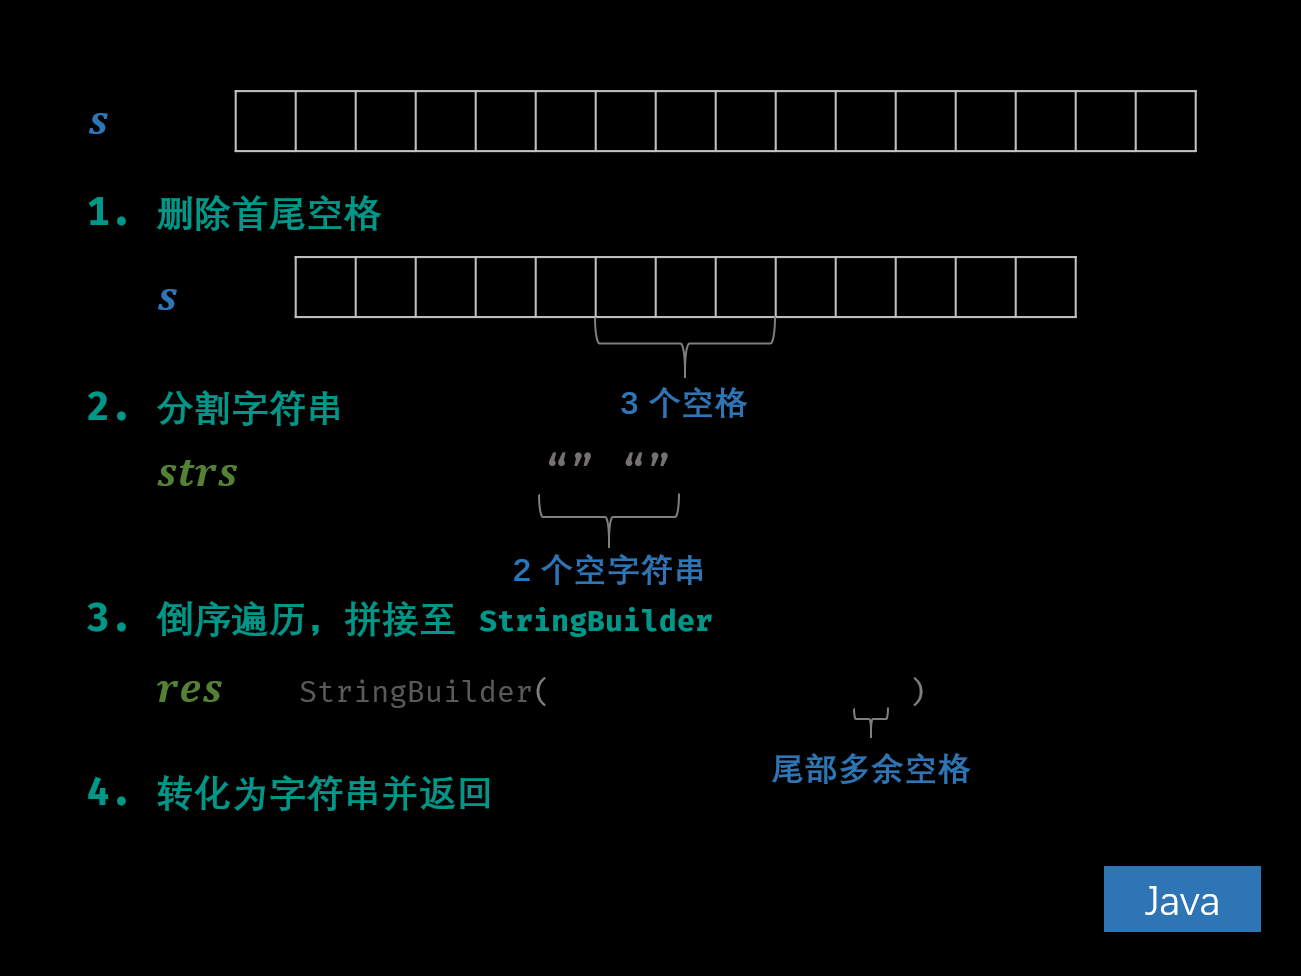 s
1. 删除首尾空格
s
3 个空格
2. 分割字符串
strs “” “”
2 个空字符串
3. 倒序遍历，拼接至 StringBuilder
res StringBuilder( )
尾部多余空格
4. 转化为字符串并返回
Java